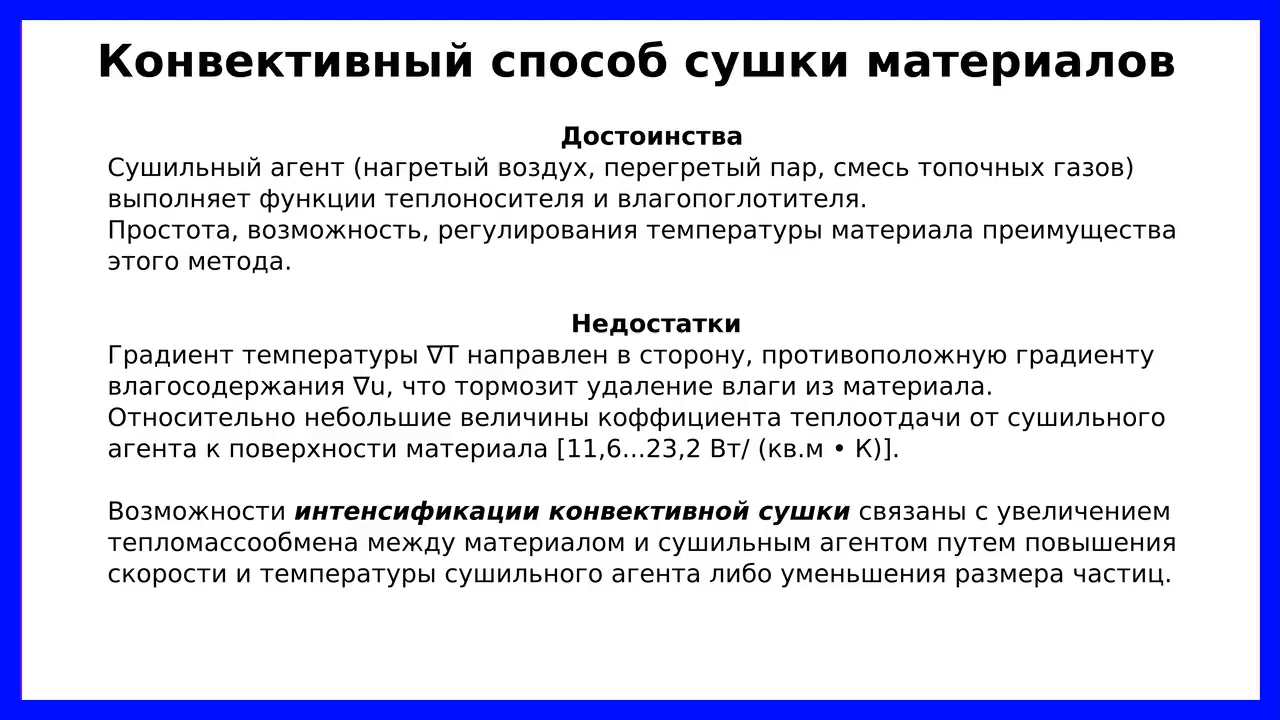 Конвективный способ сушки материалов
Достоинства
Сушильный агент (нагретый воздух, перегретый пар, смесь топочных газов)
выполняет функции теплоносителя и влагопоглотителя.
Простота, возможность, регулирования температуры материала преимущества
этого метода.
Недостатки
Градиент температуры ∇T направлен в сторону, противоположную градиенту
влагосодержания ∇u, что тормозит удаление влаги из материала.
Относительно небольшие величины коффициента теплоотдачи от сушильного
агента к поверхности материала [11,6...23,2 Вт/ (кв.м • К)].
Возможности интенсификации конвективной сушки связаны с увеличением
тепломассообмена между материалом и сушильным агентом путем повышения
скорости и температуры сушильного агента либо уменьшения размера частиц.